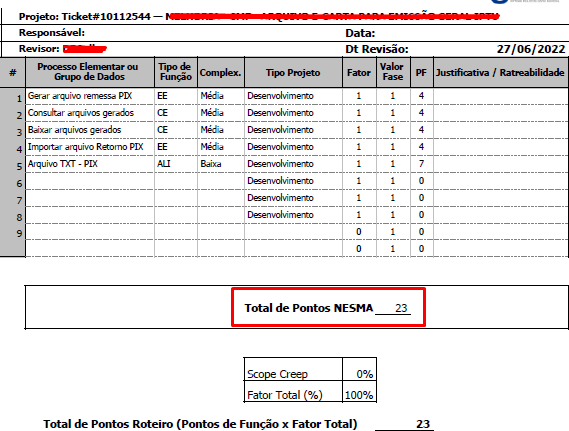 Projeto: Ticket#10112544 —
Responsável: Data:
Revisor: Dt Revisão: 27/06/2022
# Processo Elementar ou Grupo de Dados Tipo de Função Complex. Tipo Projeto Fator Valor Fase PF Justificativa / Ratreabilidade
1 Gerar arquivo remessa PIX EE Média Desenvolvimento 1 1 4
2 Consultar arquivos gerados CE Média Desenvolvimento 1 1 4
3 Baixar arquivos gerados CE Média Desenvolvimento 1 1 4
4 Importar arquivo Retorno PIX EE Média Desenvolvimento 1 1 4
5 Arquivo TXT - PIX ALI Baixa Desenvolvimento 1 1 7
6 Desenvolvimento 1 1 0
7 Desenvolvimento 1 1 0
8 Desenvolvimento 1 1 0
9 0 1 0
0 1 0
Total de Pontos NESMA 23
Scope Creep 0%
Fator Total (%) 100%
Total de Pontos Roteiro (Pontos de Função x Fator Total) 23